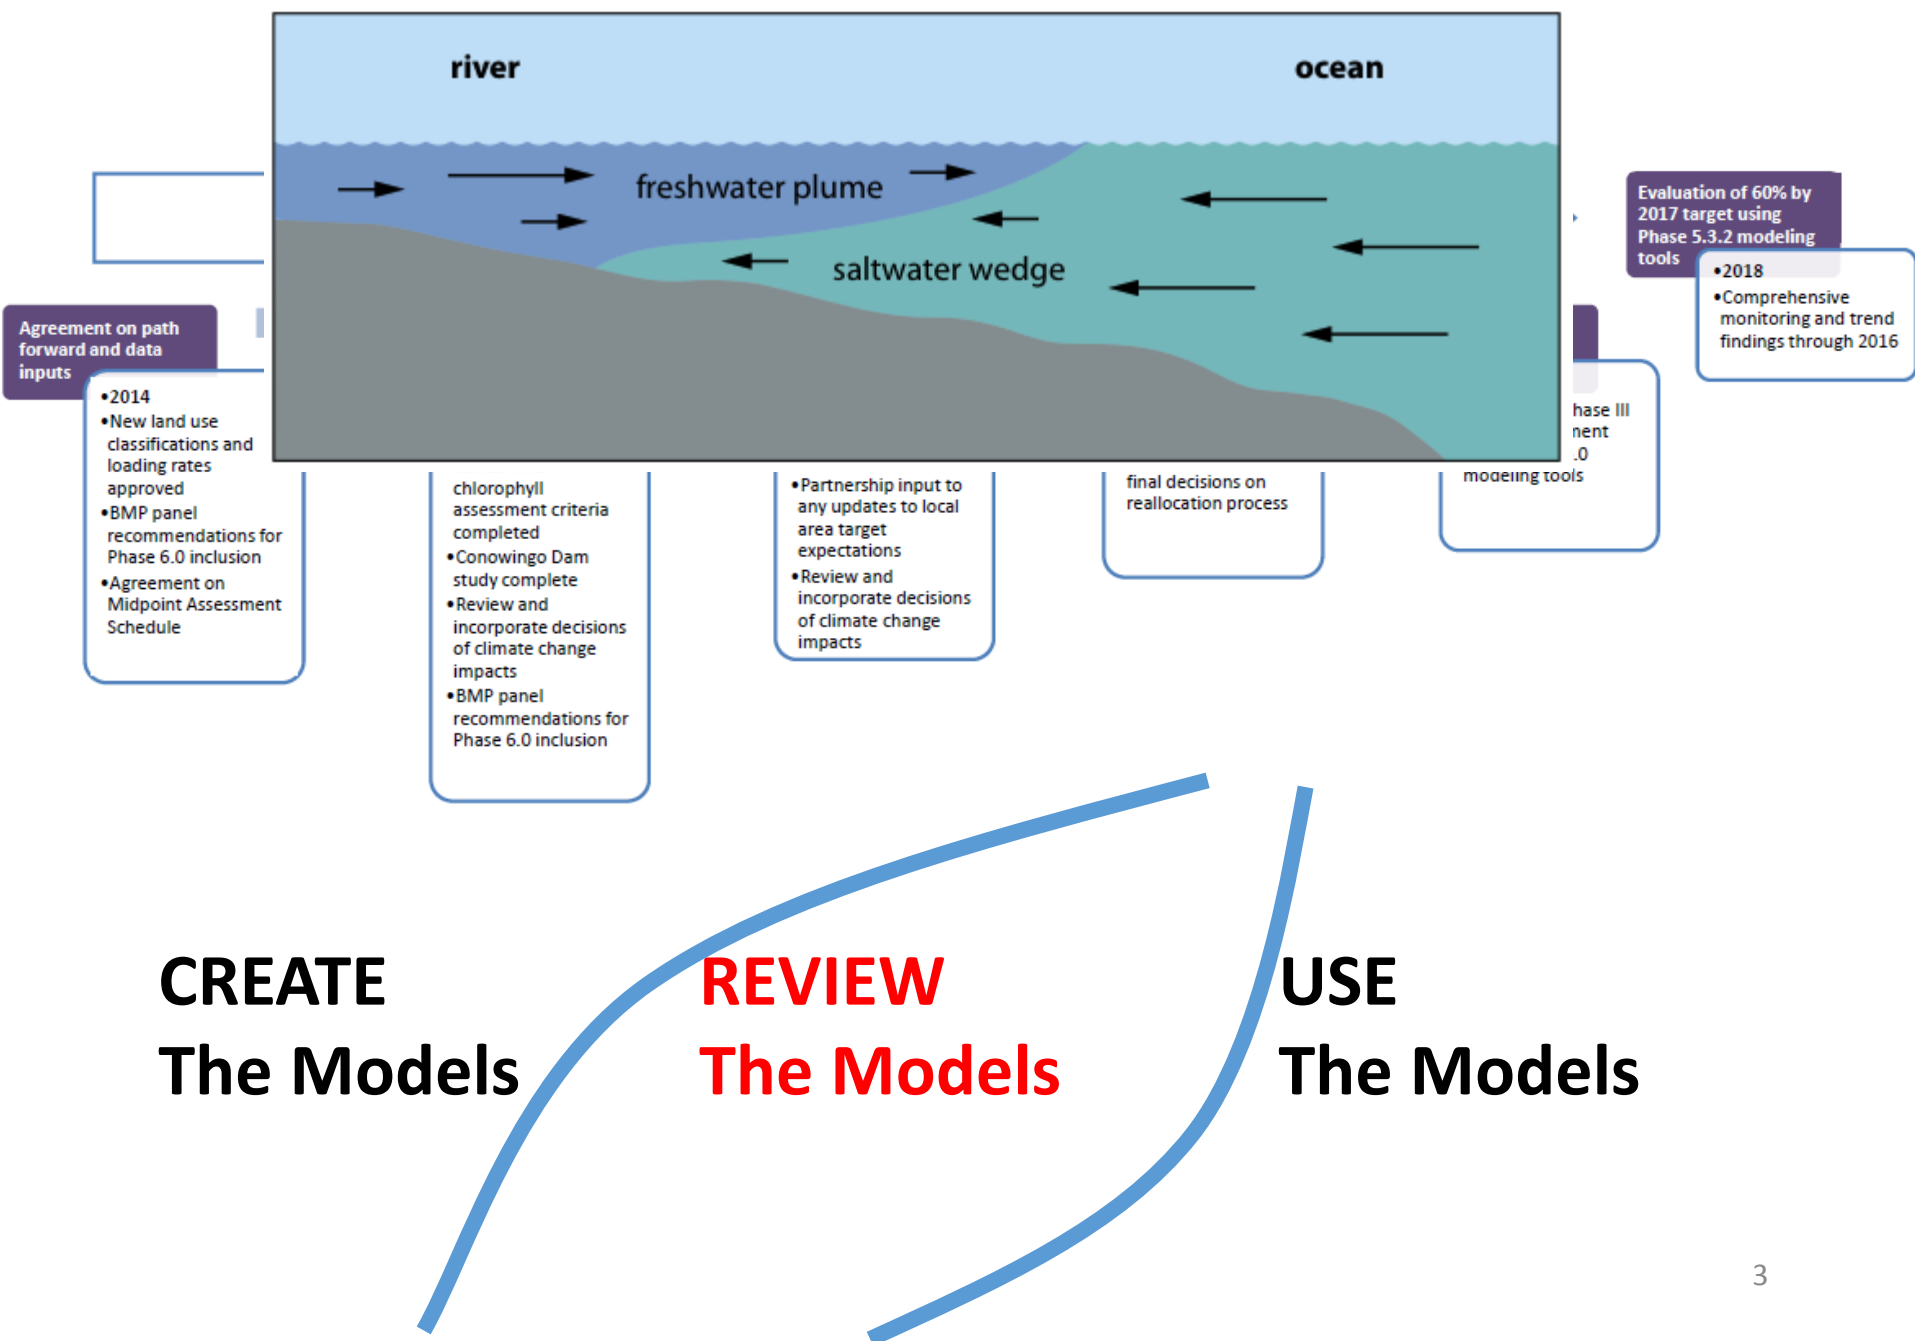 river
ocean
freshwater plume
saltwater wedge
Evaluation of 60% by
2017 target using
Phase 5.3.2 modeling
tools
•2018
•Comprehensive
monitoring and trend
findings through 2016
Agreement on path
forward and data
inputs
•2014
•New land use
classifications and
loading rates
approved
•BMP panel
recommendations for
Phase 6.0 inclusion
•Agreement on
Midpoint Assessment
Schedule
chlorophyll
assessment criteria
completed
•Conowingo Dam
study complete
•Review and
incorporate decisions
of climate change
impacts
•BMP panel
recommendations for
Phase 6.0 inclusion
•Partnership input to
any updates to local
area target
expectations
•Review and
incorporate decisions
of climate change
impacts
final decisions on
reallocation process
hase III
ment
.0
modeling tools
CREATE
The Models
REVIEW
The Models
USE
The Models
3